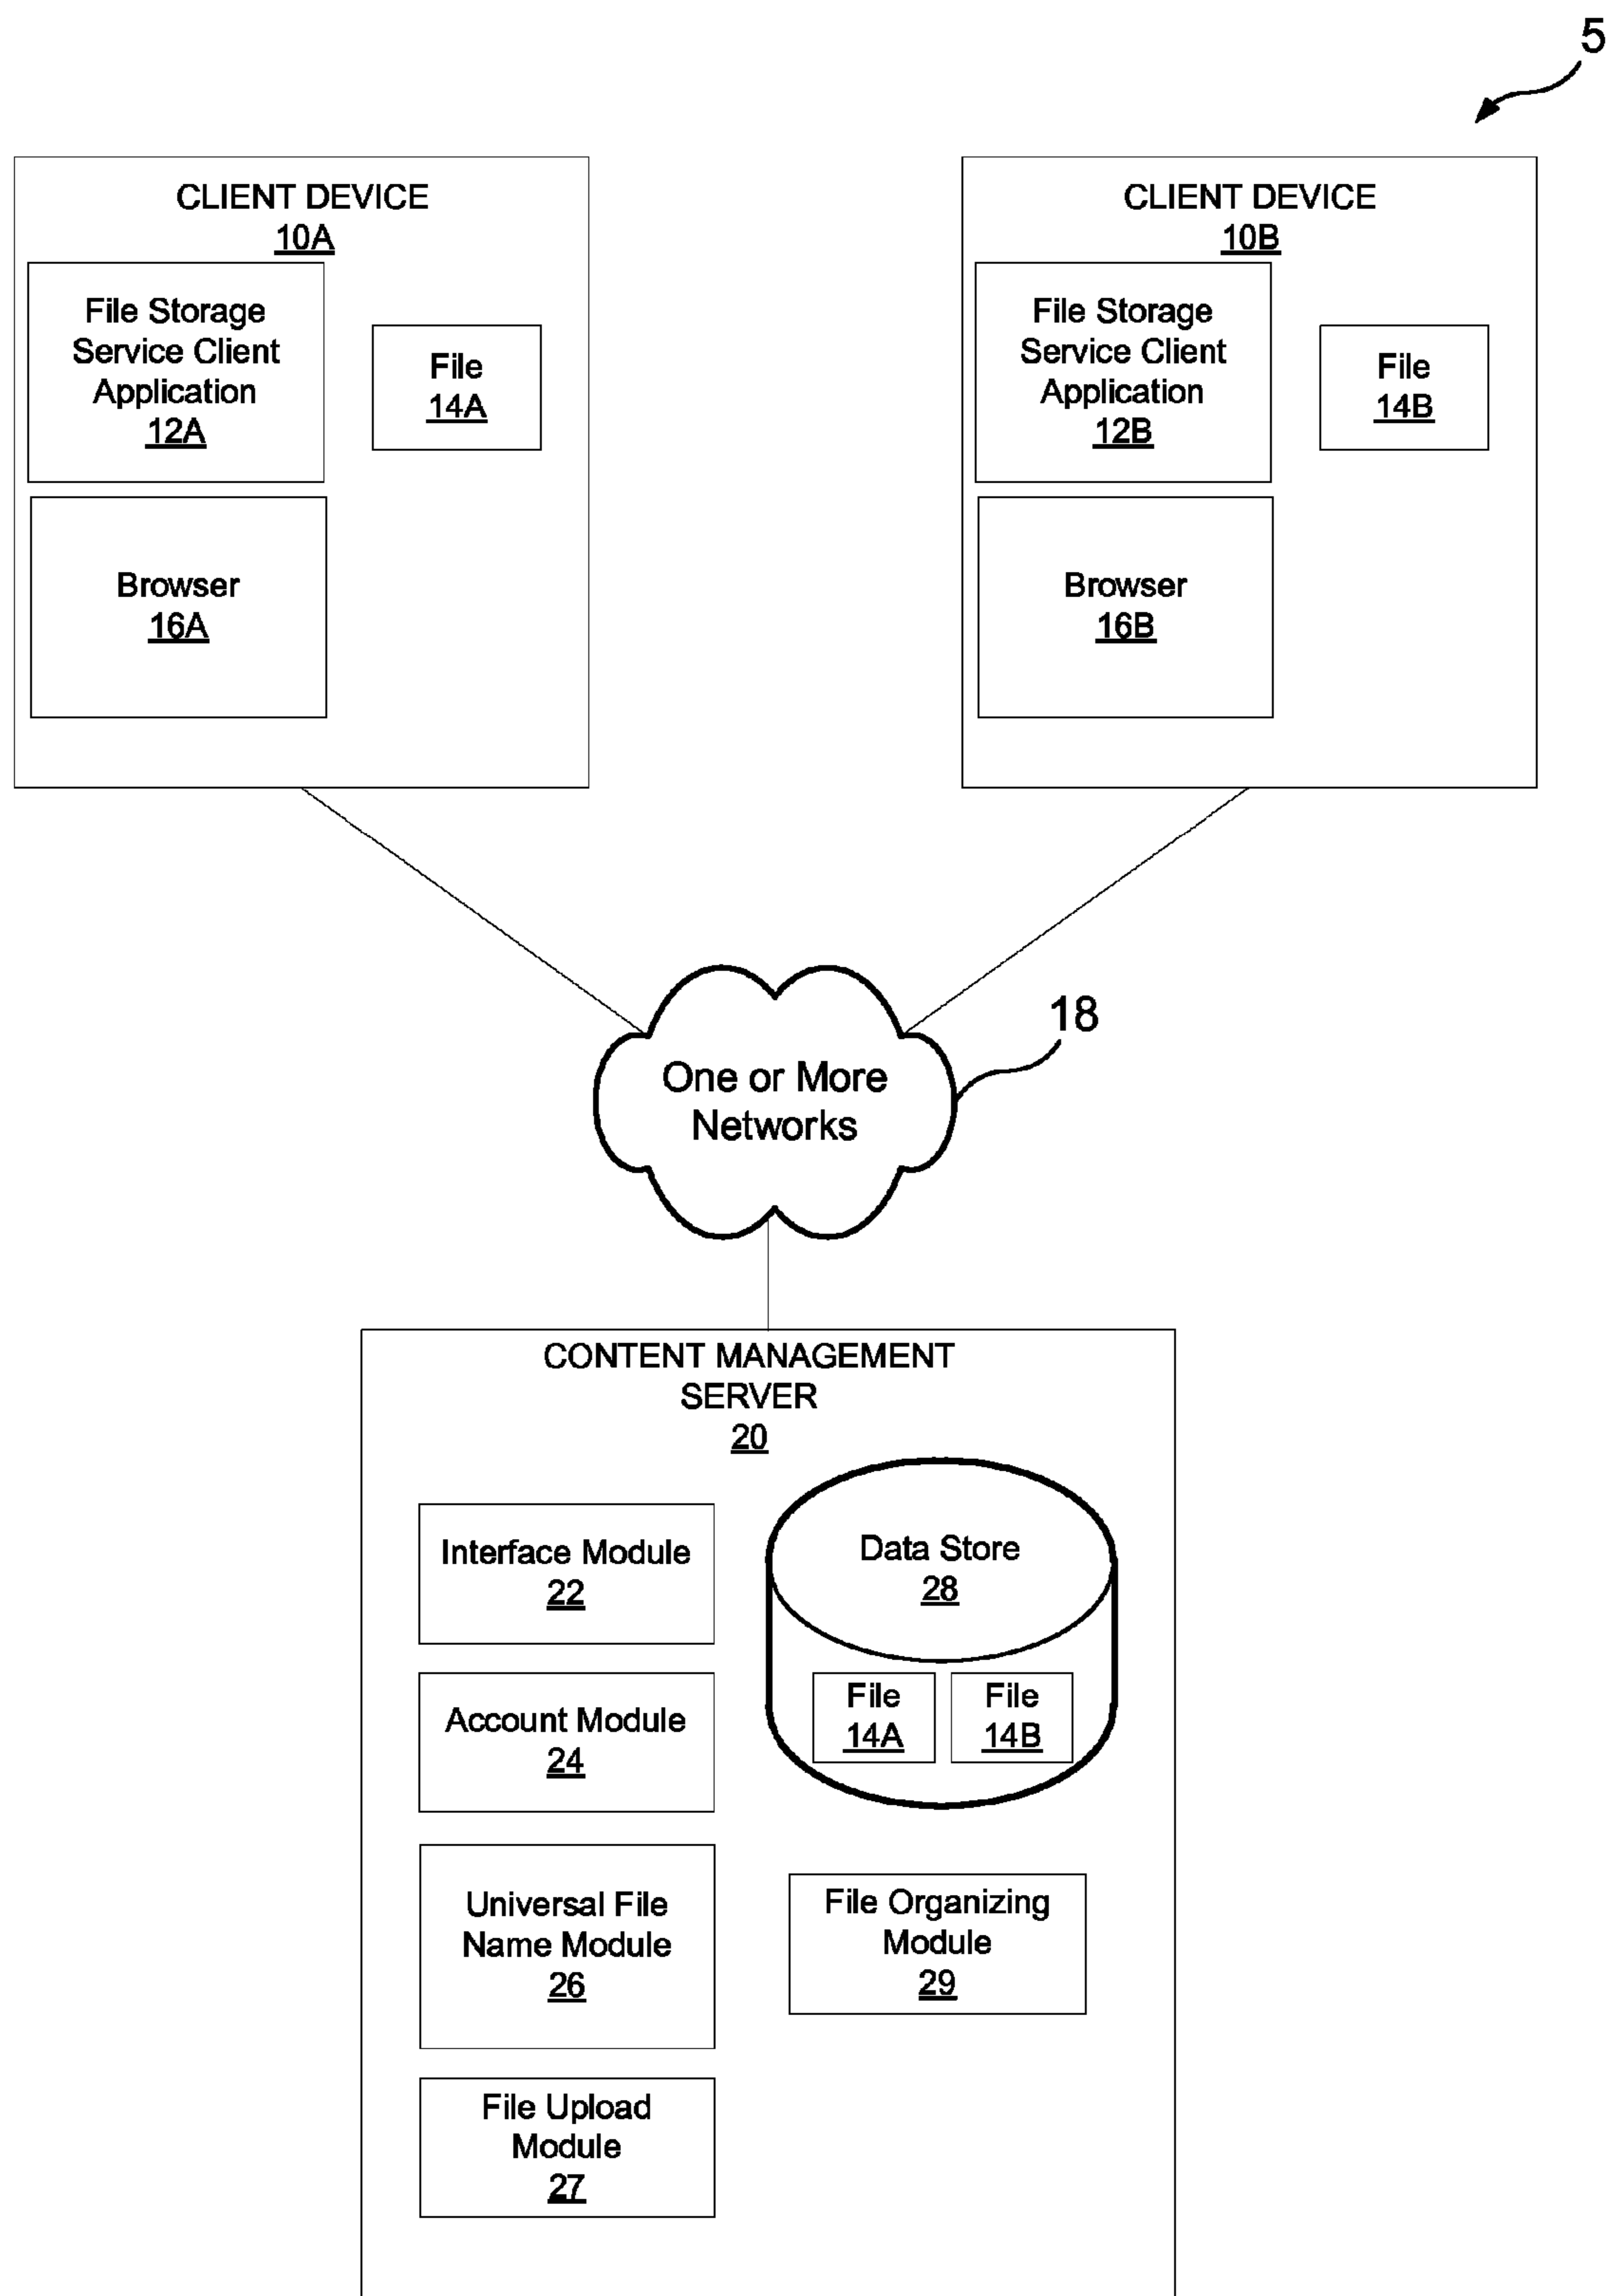 5
CLIENT DEVICE
10A
File Storage
Service Client
Application
12A
File
14A
Browser
16A
CLIENT DEVICE
10B
File Storage
Service Client
Application
12B
File
14B
Browser
16B
One or More
Networks
18
CONTENT MANAGEMENT
SERVER
20
Interface Module
22
Account Module
24
Universal File
Name Module
26
File Upload
Module
27
Data Store
28
File
14A
File
14B
File Organizing
Module
29